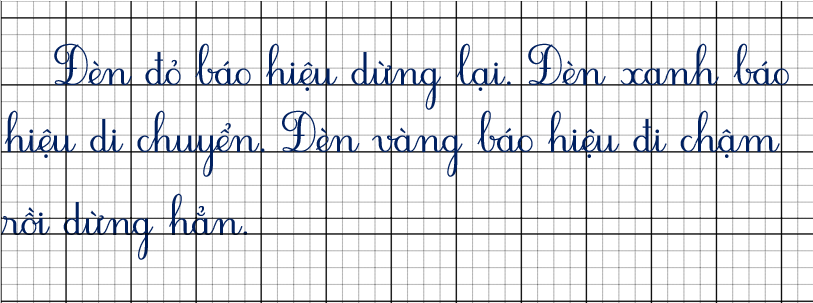 Đèn đỏ báo hiệu dừng lại. Đèn xanh báo
hiệu di chuyển. Đèn vàng báo hiệu đi chậm
rồi dừng hẳn.